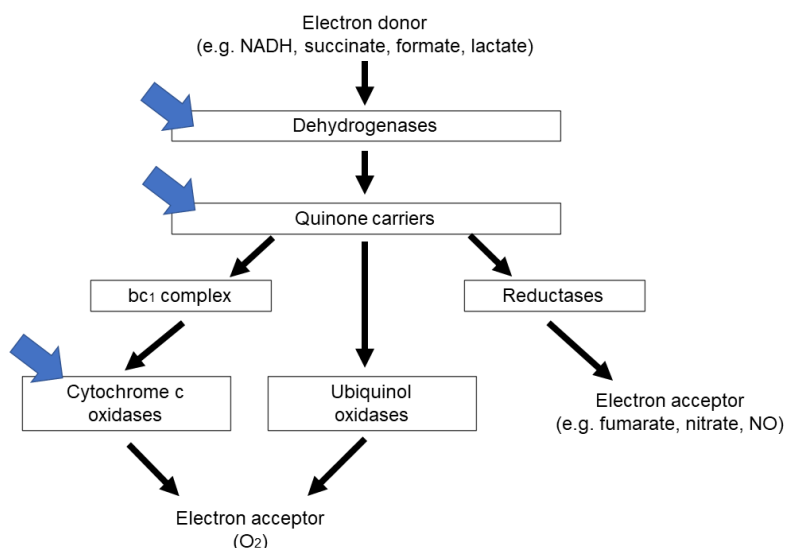 Electron donor
(e.g. NADH, succinate, formate, lactate)
Dehydrogenases
Quinone carriers
bc₁ complex
Reductases
Cytochrome c
oxidases
Ubiquinol
oxidases
Electron acceptor
(e.g. fumarate, nitrate, NO)
Electron acceptor
(O₂)